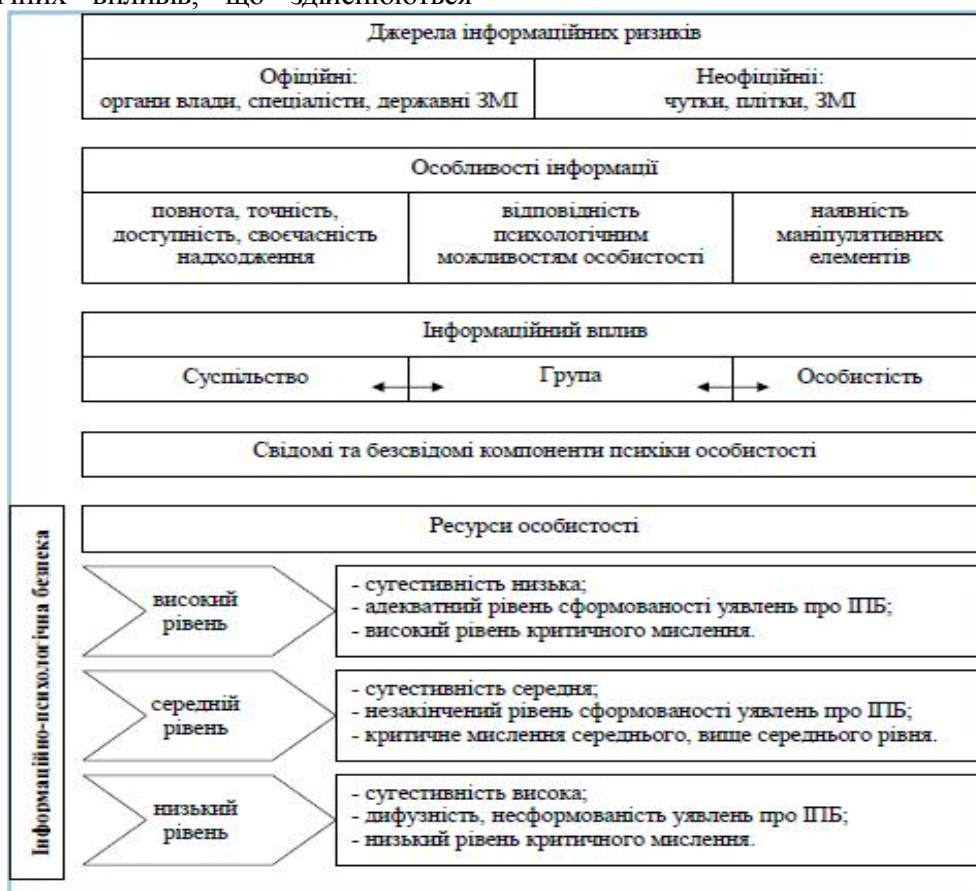 впливів, що здійснюються
Джерела інформаційних ризиків
Офіційні:
органи влади, спеціалісти, державні ЗМІ
Неофіційніі:
чутки, плітки, ЗМІ
Особливості інформації
повнота, точність,
доступність, своєчасність
надходження
відповідність
психологічним
можливостям особистості
наявність
маніпулятивних
елементів
Інформаційний вплив
Суспільство
Група
Особистість
Свідомі та безсвідомі компоненти психіки особистості
Інформаційно-психологічна безпека
Ресурси особистості
високий
рівень
- сугестивність низька;
- адекватний рівень сформованості уявлень про ІПБ;
- високий рівень критичного мислення.
середній
рівень
- сугестивність середня;
- незакінчений рівень сформованості уявлень про ІПБ;
- критичне мислення середнього, вище середнього рівня.
низький
рівень
- сугестивність висока;
- дифузність, несформованість уявлень про ІПБ;
- низький рівень критичного мислення.